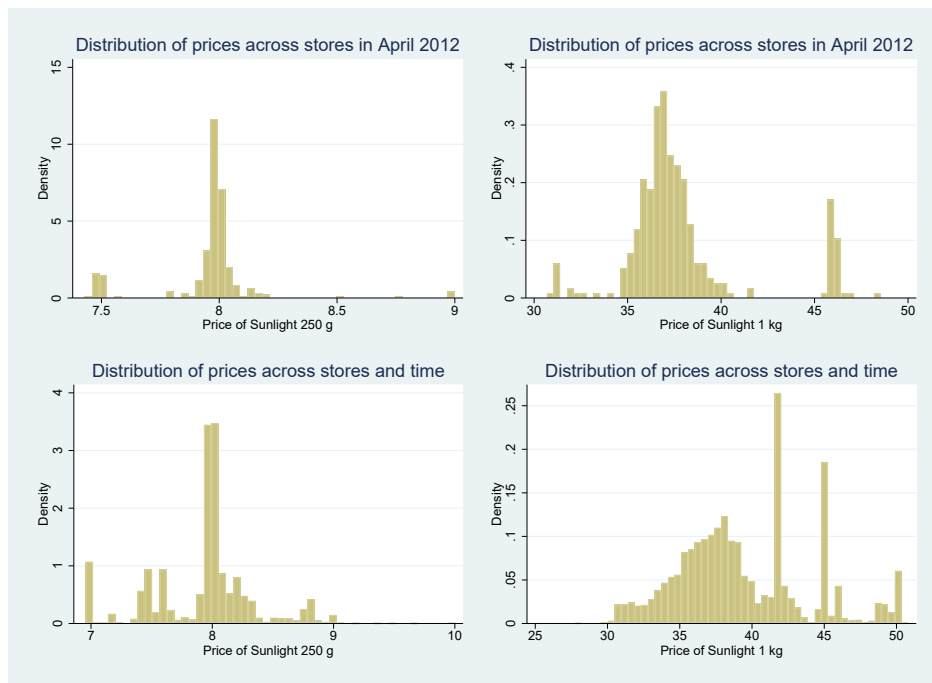 Distribution of prices across stores in April 2012
Density
0 5 10 15
7.5 8 8.5 9
Price of Sunlight 250 g
Distribution of prices across stores in April 2012
Density
0 .1 .2 .3 .4
30 35 40 45 50
Price of Sunlight 1 kg
Distribution of prices across stores and time
Density
0 1 2 3 4
7 8 9 10
Price of Sunlight 250 g
Distribution of prices across stores and time
Density
0 .05 .1 .15 .2 .25
25 30 35 40 45 50
Price of Sunlight 1 kg